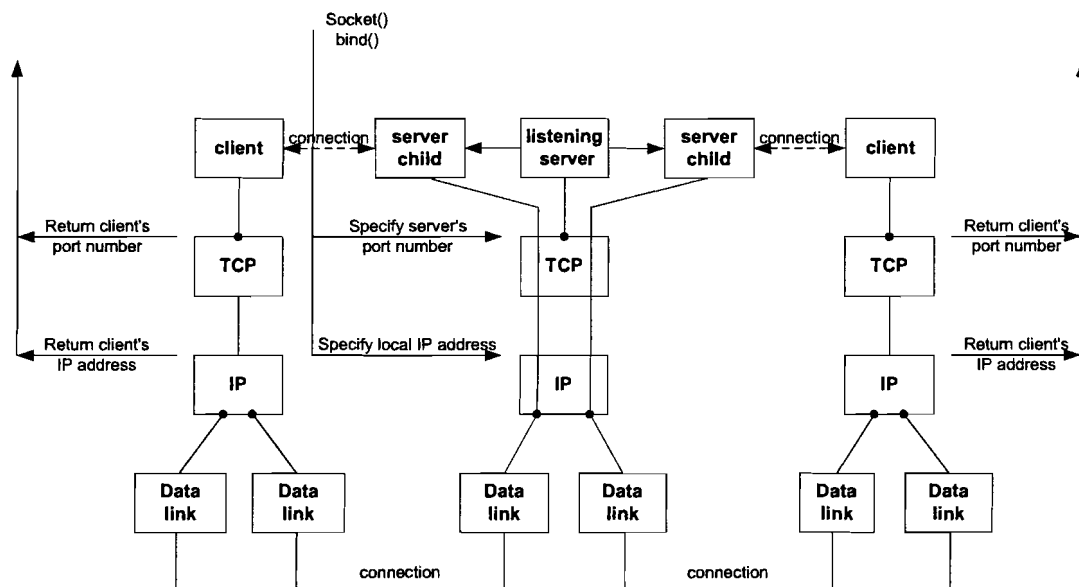 Socket()
bind()
client
connection
server
child
listening
server
server
child
connection
client
Return client's
port number
Specify server's
port number
Return client's
port number
TCP
TCP
TCP
Return client's
IP address
Specify local IP address
Return client's
IP address
IP
IP
IP
Data
link
Data
link
Data
link
Data
link
Data
link
Data
link
connection
connection